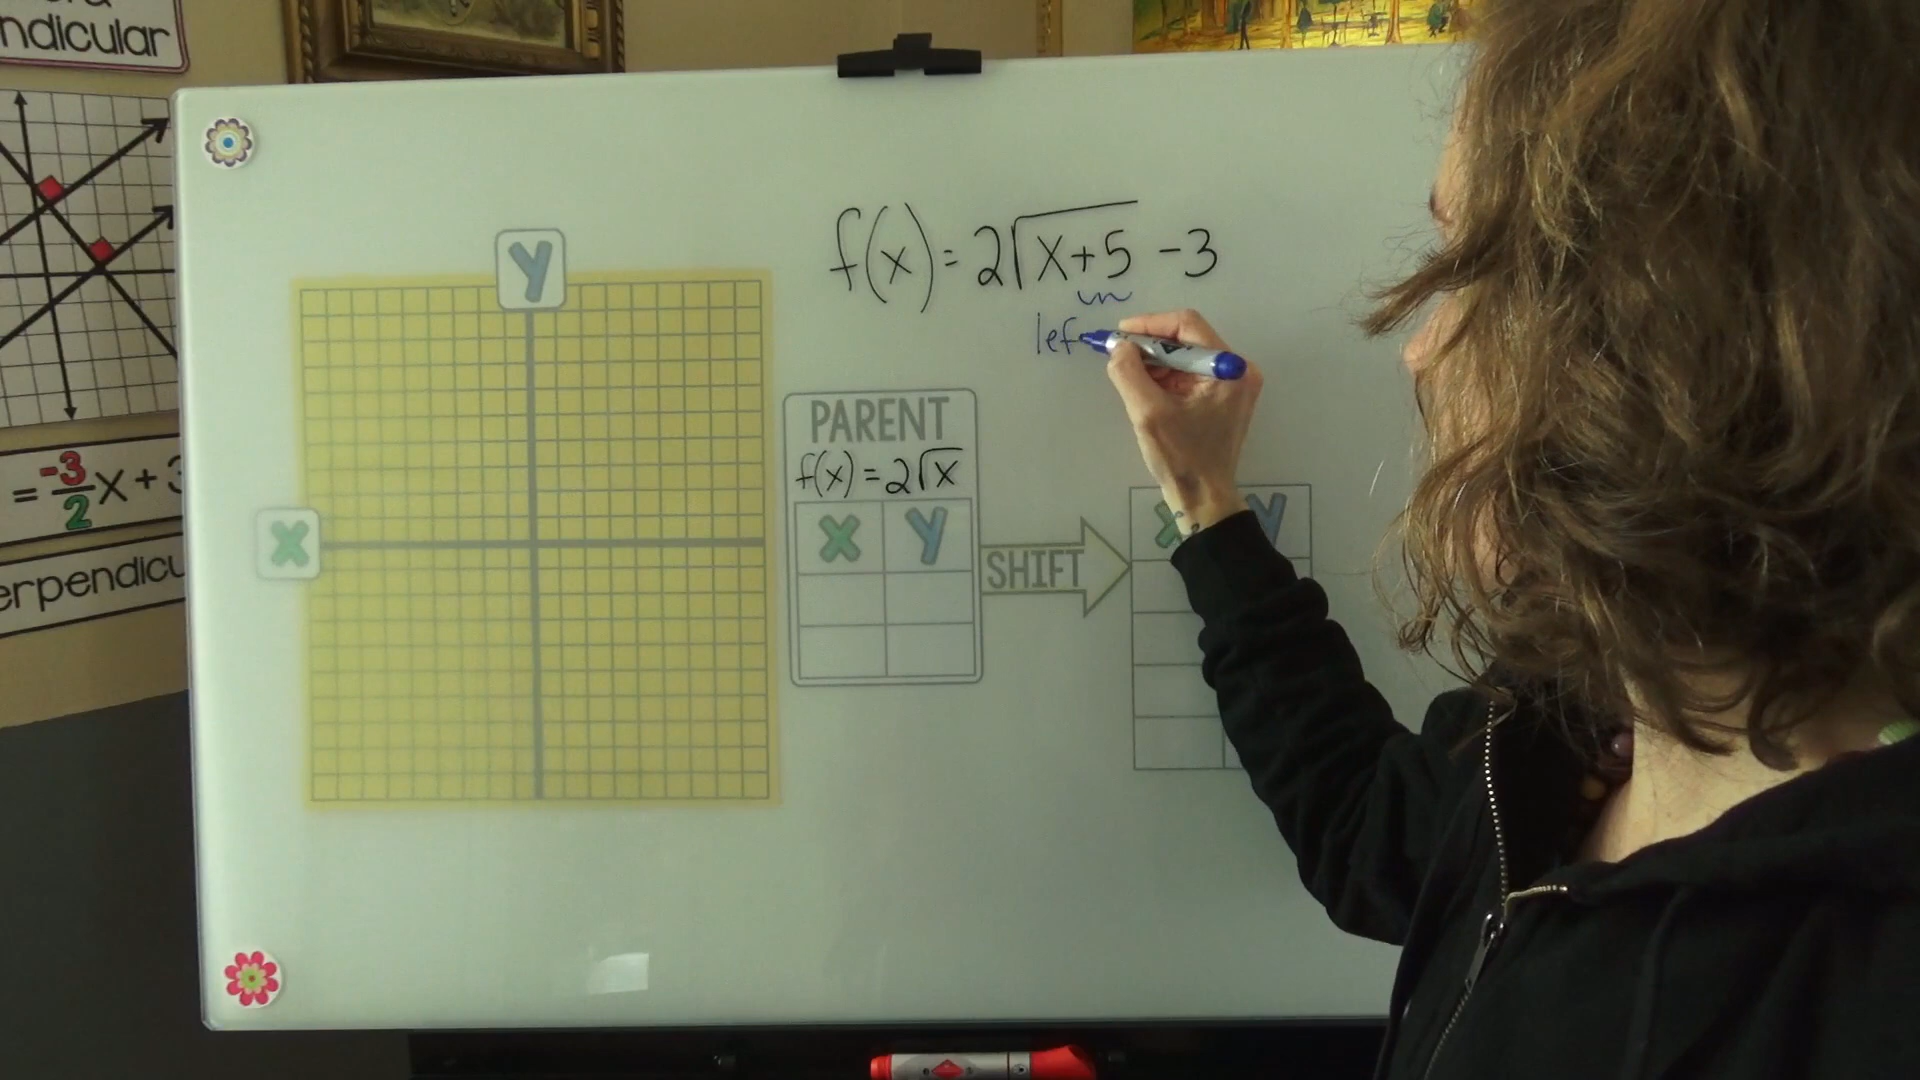 ndicular
= -3/2 x + 3
erpendicu
f(x) = 2√x+5 -3
lef
Y
X
PARENT
f(x) = 2√x
X Y
SHIFT
X Y